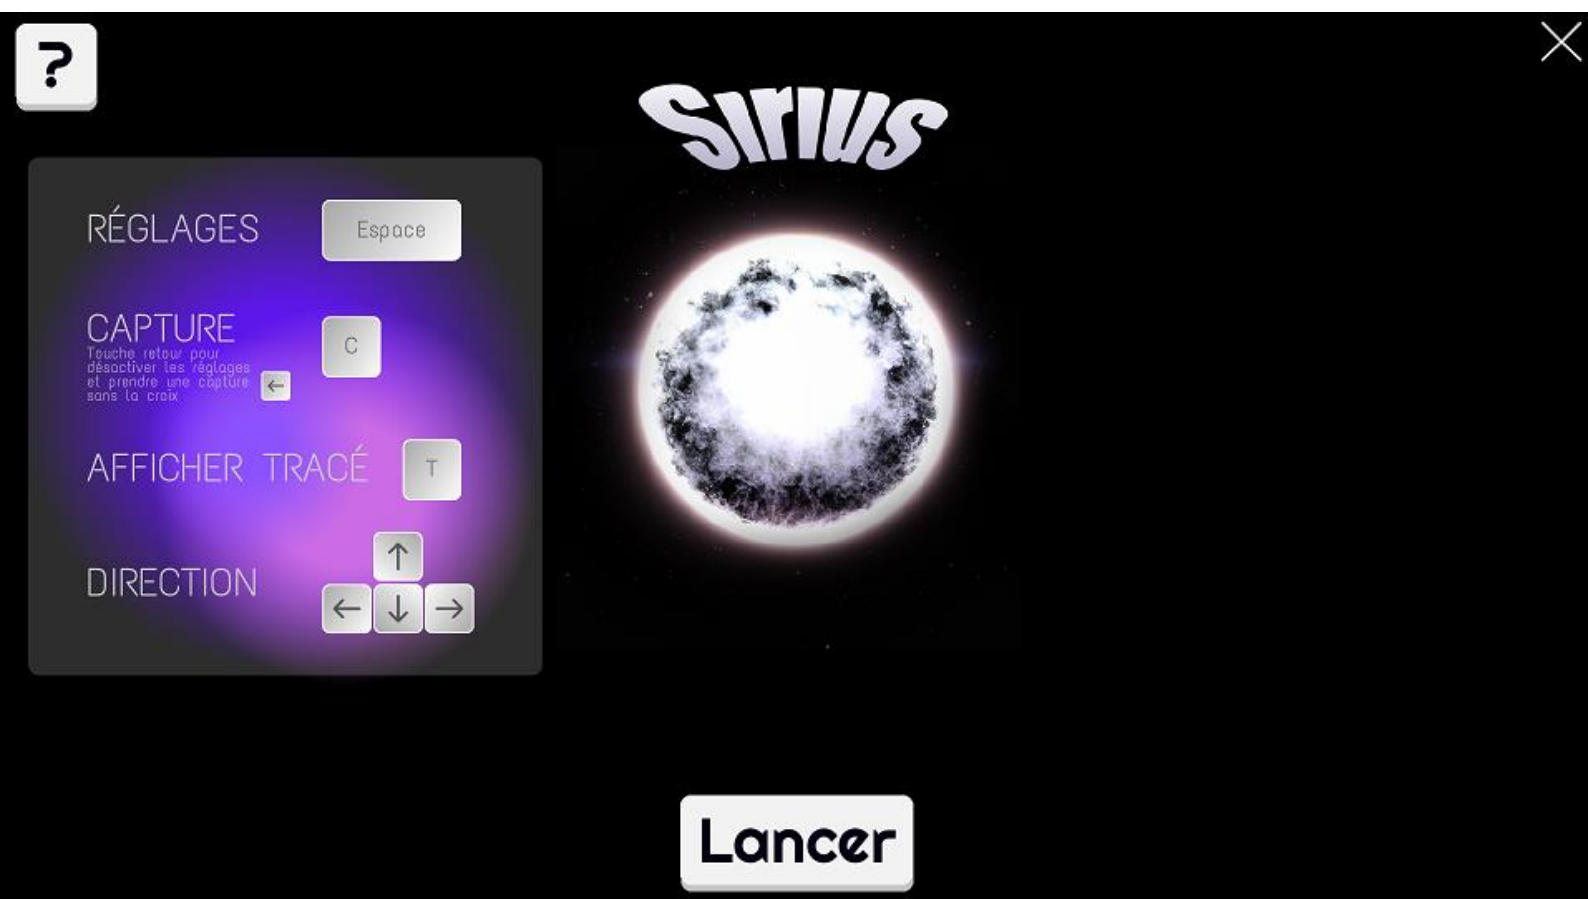 ?
Sirius
RÉGLAGES
Espace
CAPTURE
Touche retour pour
désactiver les réglages
et prendre une capture
sans la croix
←
C
AFFICHER TRACÉ
T
DIRECTION
↑
← ↓ →
Lancer